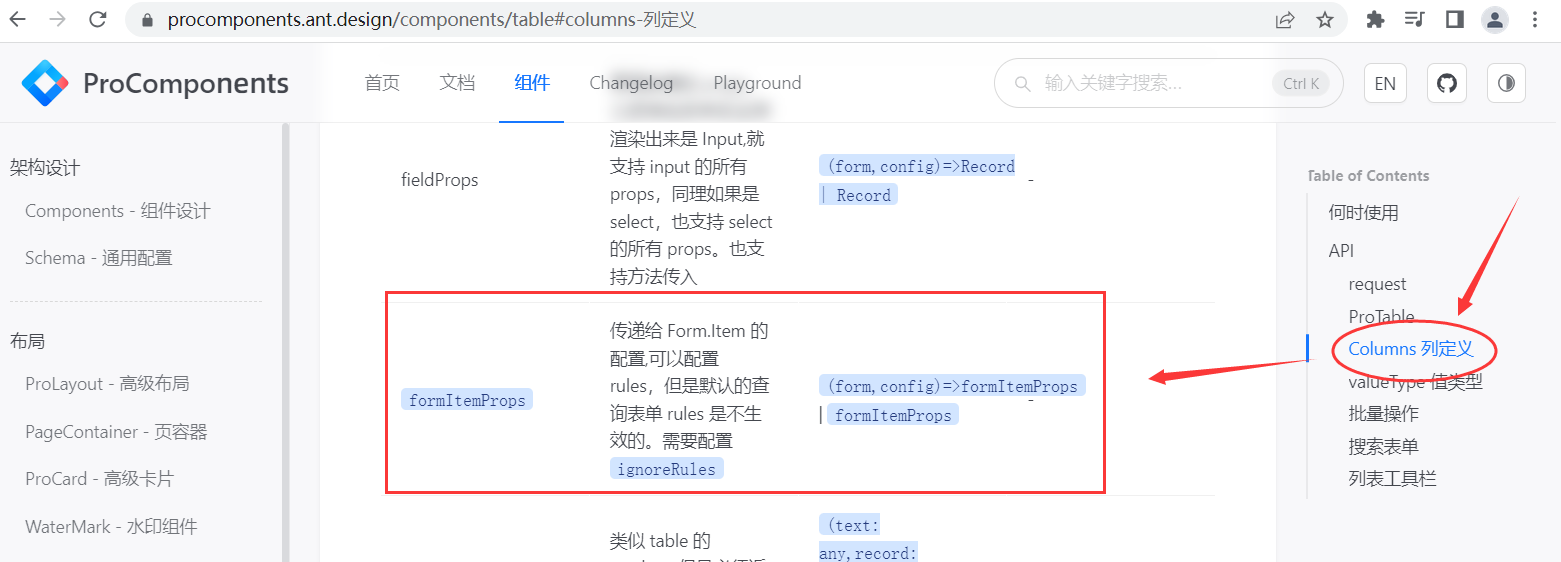 procomponents.ant.design/components/table#columns-列定义
ProComponents
首页
文档
组件
Changelog
Playground
输入关键字搜索...
Ctrl K
EN
架构设计
Components - 组件设计
Schema - 通用配置
布局
ProLayout - 高级布局
PageContainer - 页容器
ProCard - 高级卡片
WaterMark - 水印组件
fieldProps
渲染出来是 Input,就
支持 input 的所有
props，同理如果是
select，也支持 select
的所有 props。也支
持方法传入
(form,config)=>Record
| Record
-
formItemProps
传递给 Form.Item 的
配置,可以配置
rules，但是默认的查
询表单 rules 是不生
效的。需要配置
ignoreRules
(form,config)=>formItemProps
| formItemProps
-
类似 table 的
(text:
any,record:
Table of Contents
何时使用
API
request
ProTable
Columns 列定义
valueType 值类型
批量操作
搜索表单
列表工具栏